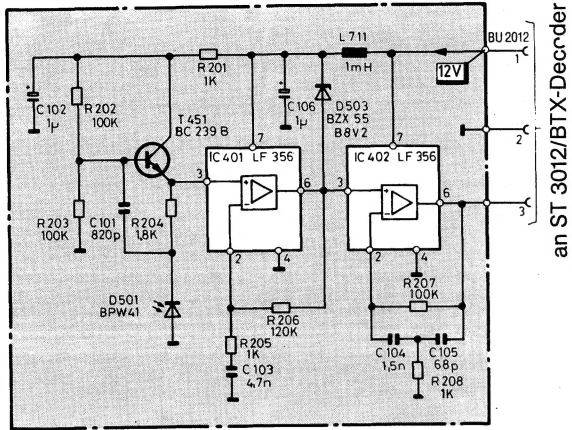 L 711
1mH
BU 2012
1
12V
R 201
1K
C 102
1µ
R 202
100K
T 451
BC 239 B
C 106
1µ
D503
BZX 55
B8V2
7
7
IC 401 LF 356
IC 402 LF 356
2
3
6
3
6
3
R 203
100K
C 101
820p
R 204
1,8K
2
4
2
4
D501
BPW41
R 206
120K
R 207
100K
R 205
1K
C 103
4,7n
C 104
1,5n
C 105
68p
R 208
1K
an ST 3012/BTX-Decoder